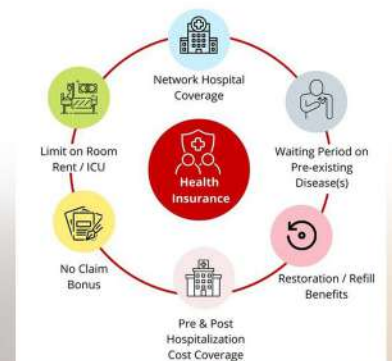 Network Hospital
Coverage
Limit on Room
Rent / ICU
Waiting Period on
Pre-existing
Disease(s)
Health
Insurance
No Claim
Bonus
Restoration / Refill
Benefits
Pre & Post
Hospitalization
Cost Coverage